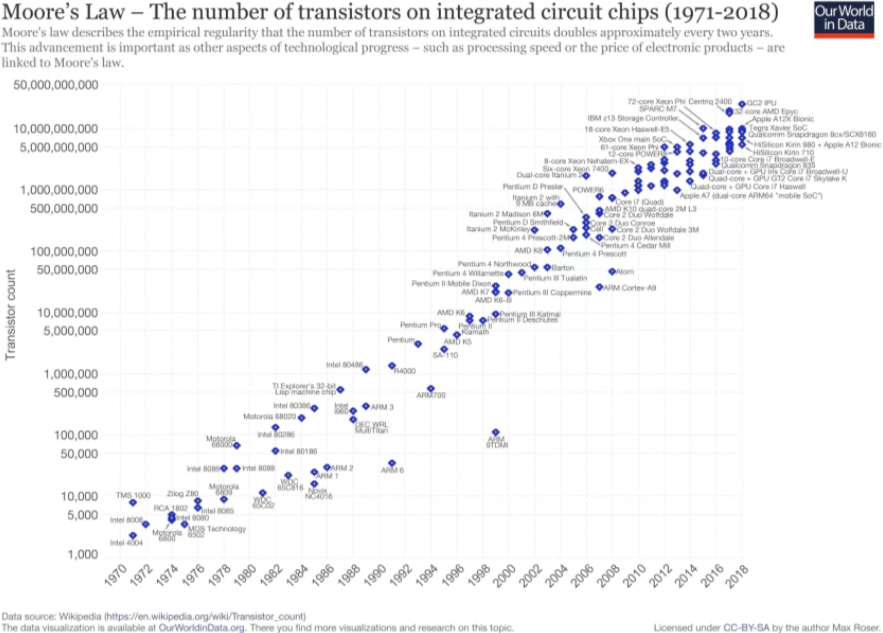 Moore's Law – The number of transistors on integrated circuit chips (1971-2018)
Our World
in Data
Moore's law describes the empirical regularity that the number of transistors on integrated circuits doubles approximately every two years.
This advancement is important as other aspects of technological progress – such as processing speed or the price of electronic products – are
linked to Moore's law.
Transistor count
50,000,000,000
10,000,000,000
5,000,000,000
1,000,000,000
500,000,000
100,000,000
50,000,000
10,000,000
5,000,000
1,000,000
500,000
100,000
50,000
10,000
5,000
1,000
72-core Xeon Phi Centriq 2400
GC2 IPU
SPARC M7
32-core AMD Epyc
IBM z13 Storage Controller
Apple A12X Bionic
18-core Xeon Haswell-E5
Tegra Xavier SoC
Xbox One main SoC
Qualcomm Snapdragon 8cx/SCX8180
61-core Xeon Phi
HiSilicon Kirin 980 + Apple A12 Bionic
12-core POWER8
HiSilicon Kirin 710
8-core Xeon Nehalem-EX
10-core Core i7 Broadwell-E
Six-core Xeon 7400
Qualcomm Snapdragon 835
Dual-core Itanium 2
Dual-core + GPU Iris Core i7 Broadwell-U
Quad-core + GPU GT2 Core i7 Skylake K
Pentium D Presler
POWER6
Quad-core + GPU Core i7 Haswell
Itanium 2 with
9 MB cache
Apple A7 (dual-core ARM64 "mobile SoC")
Core i7 (Quad)
AMD K10 quad-core 2M L3
Itanium 2 Madison 6M
Core 2 Duo Wolfdale
Pentium D Smithfield
Core 2 Duo Conroe
Itanium 2 McKinley
Cell
Core 2 Duo Wolfdale 3M
Pentium 4 Prescott-2M
Core 2 Duo Allendale
Pentium 4 Cedar Mill
AMD K8
Pentium 4 Prescott
Pentium 4 Northwood
Barton
Pentium 4 Willamette
Pentium III Tualatin
Atom
Pentium II Mobile Dixon
AMD K7
Pentium III Coppermine
ARM Cortex-A9
AMD K6-III
AMD K6
Pentium III Katmai
Pentium II Deschutes
Pentium Pro
Pentium II
Klamath
Pentium
AMD K5
SA-110
Intel 80486
R4000
TI Explorer's 32-bit
Lisp machine chip
ARM700
Intel 80386
Intel
i960
ARM 3
Motorola 68020
DEC WRL
MultiTitan
Intel 80286
Motorola
68000
ARM
9TDMI
Intel 80186
Intel 8086
Intel 8088
ARM 2
ARM 6
WDC
65C816
ARM 1
Novix
NC4016
TMS 1000
Zilog Z80
Motorola
6809
WDC
65C02
RCA 1802
Intel 8085
Intel 8008
Intel 8080
Motorola
6800
MOS Technology
6502
Intel 4004
1970
1972
1974
1976
1978
1980
1982
1984
1986
1988
1990
1992
1994
1996
1998
2000
2002
2004
2006
2008
2010
2012
2014
2016
2018
Data source: Wikipedia (https://en.wikipedia.org/wiki/Transistor_count)
The data visualization is available at OurWorldinData.org. There you find more visualizations and research on this topic.
Licensed under CC-BY-SA by the author Max Roser.